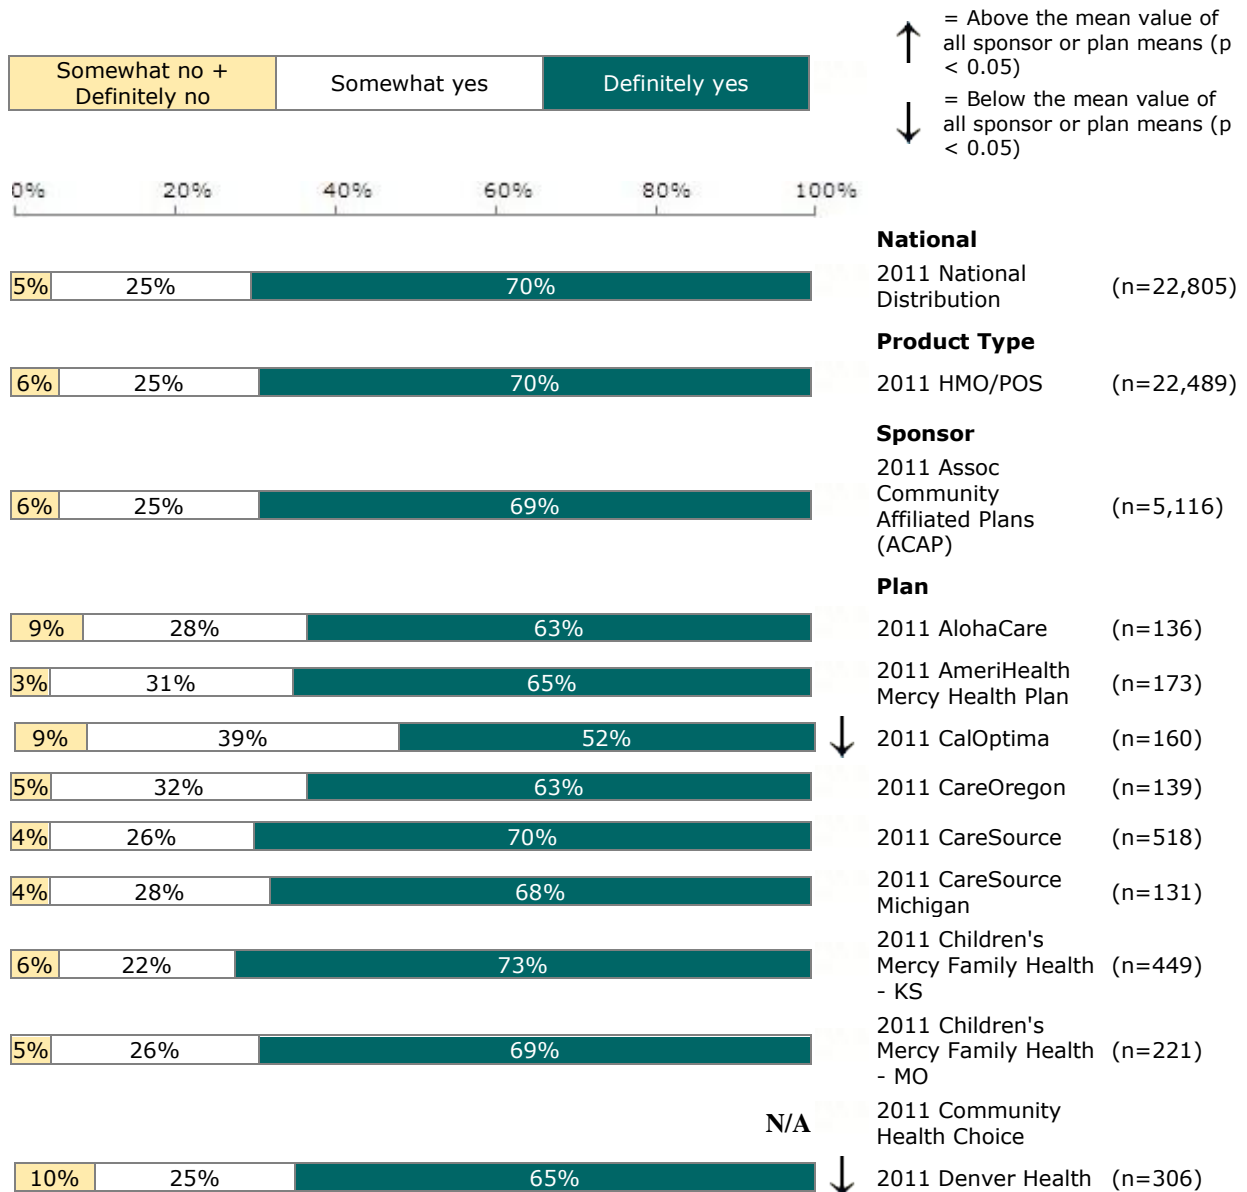 = Above the mean value of
all sponsor or plan means (p
< 0.05)
Somewhat no +
Definitely no
Somewhat yes
Definitely yes
= Below the mean value of
all sponsor or plan means (p
< 0.05)
0% 20% 40% 60% 80% 100%
National
5% 25% 70% 2011 National
Distribution (n=22,805)
Product Type
6% 25% 70% 2011 HMO/POS (n=22,489)
Sponsor
6% 25% 69% 2011 Assoc
Community
Affiliated Plans
(ACAP) (n=5,116)
Plan
9% 28% 63% 2011 AlohaCare (n=136)
3% 31% 65% 2011 AmeriHealth
Mercy Health Plan (n=173)
9% 39% 52% ↓ 2011 CalOptima (n=160)
5% 32% 63% 2011 CareOregon (n=139)
4% 26% 70% 2011 CareSource (n=518)
4% 28% 68% 2011 CareSource
Michigan (n=131)
6% 22% 73% 2011 Children's
Mercy Family Health (n=449)
- KS
5% 26% 69% 2011 Children's
Mercy Family Health (n=221)
- MO
N/A 2011 Community
Health Choice
10% 25% 65% ↓ 2011 Denver Health (n=306)